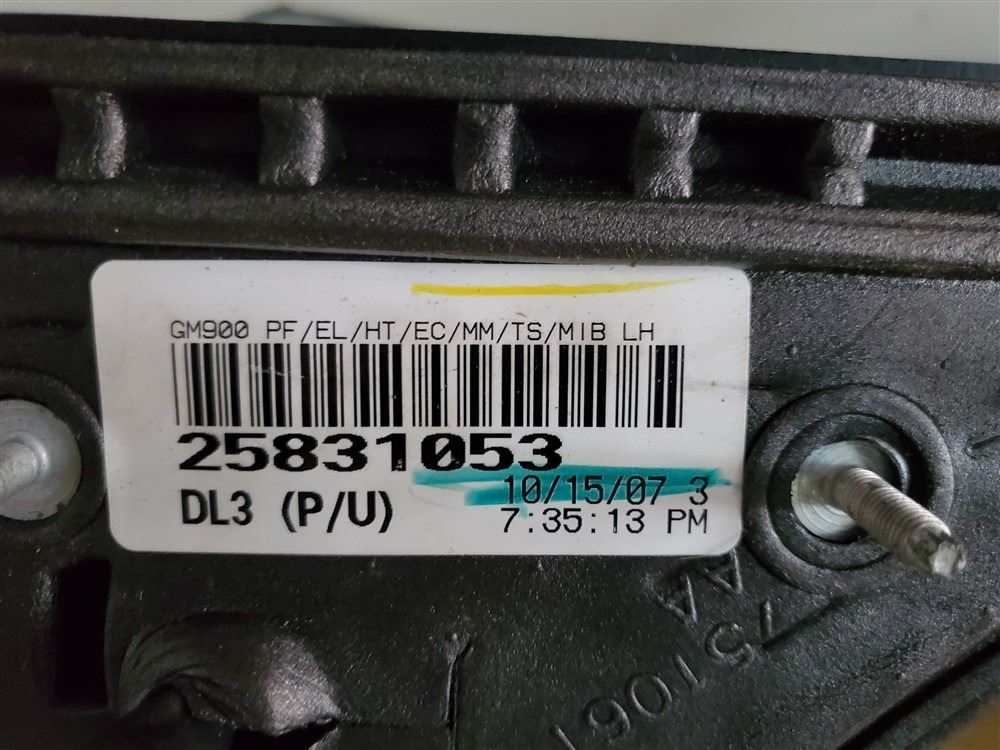 GM900 PF/EL/HT/EC/MM/TS/MIB LH
25831053
DL3 (P/U)
10/15/07 3
7:35:13 PM